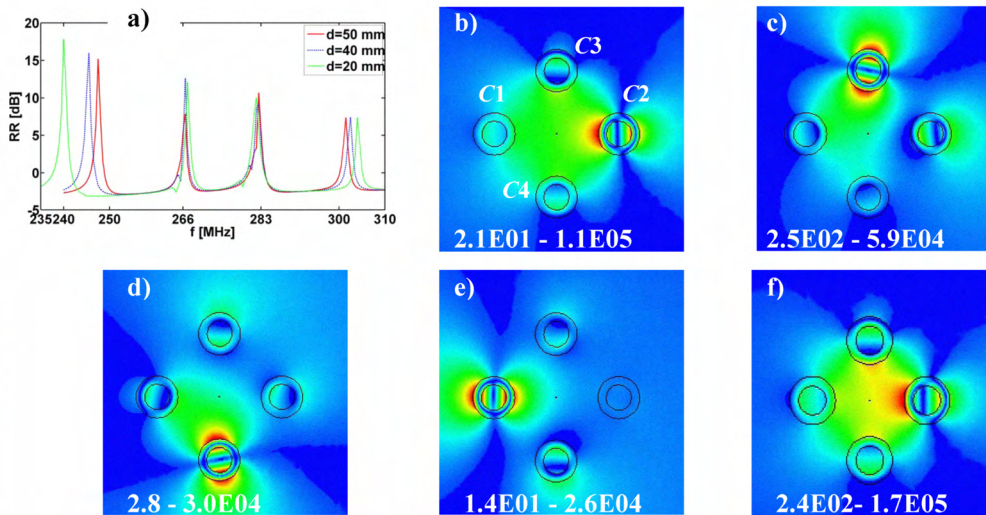 a)
20
15
10
5
0
-5
RR [dB]
d=50 mm
d=40 mm
d=20 mm
235 240 250 266 283 300 310
f [MHz]
b)
C3
C1
C2
C4
2.1E01 - 1.1E05
c)
2.5E02 - 5.9E04
d)
2.8 - 3.0E04
e)
1.4E01 - 2.6E04
f)
2.4E02- 1.7E05